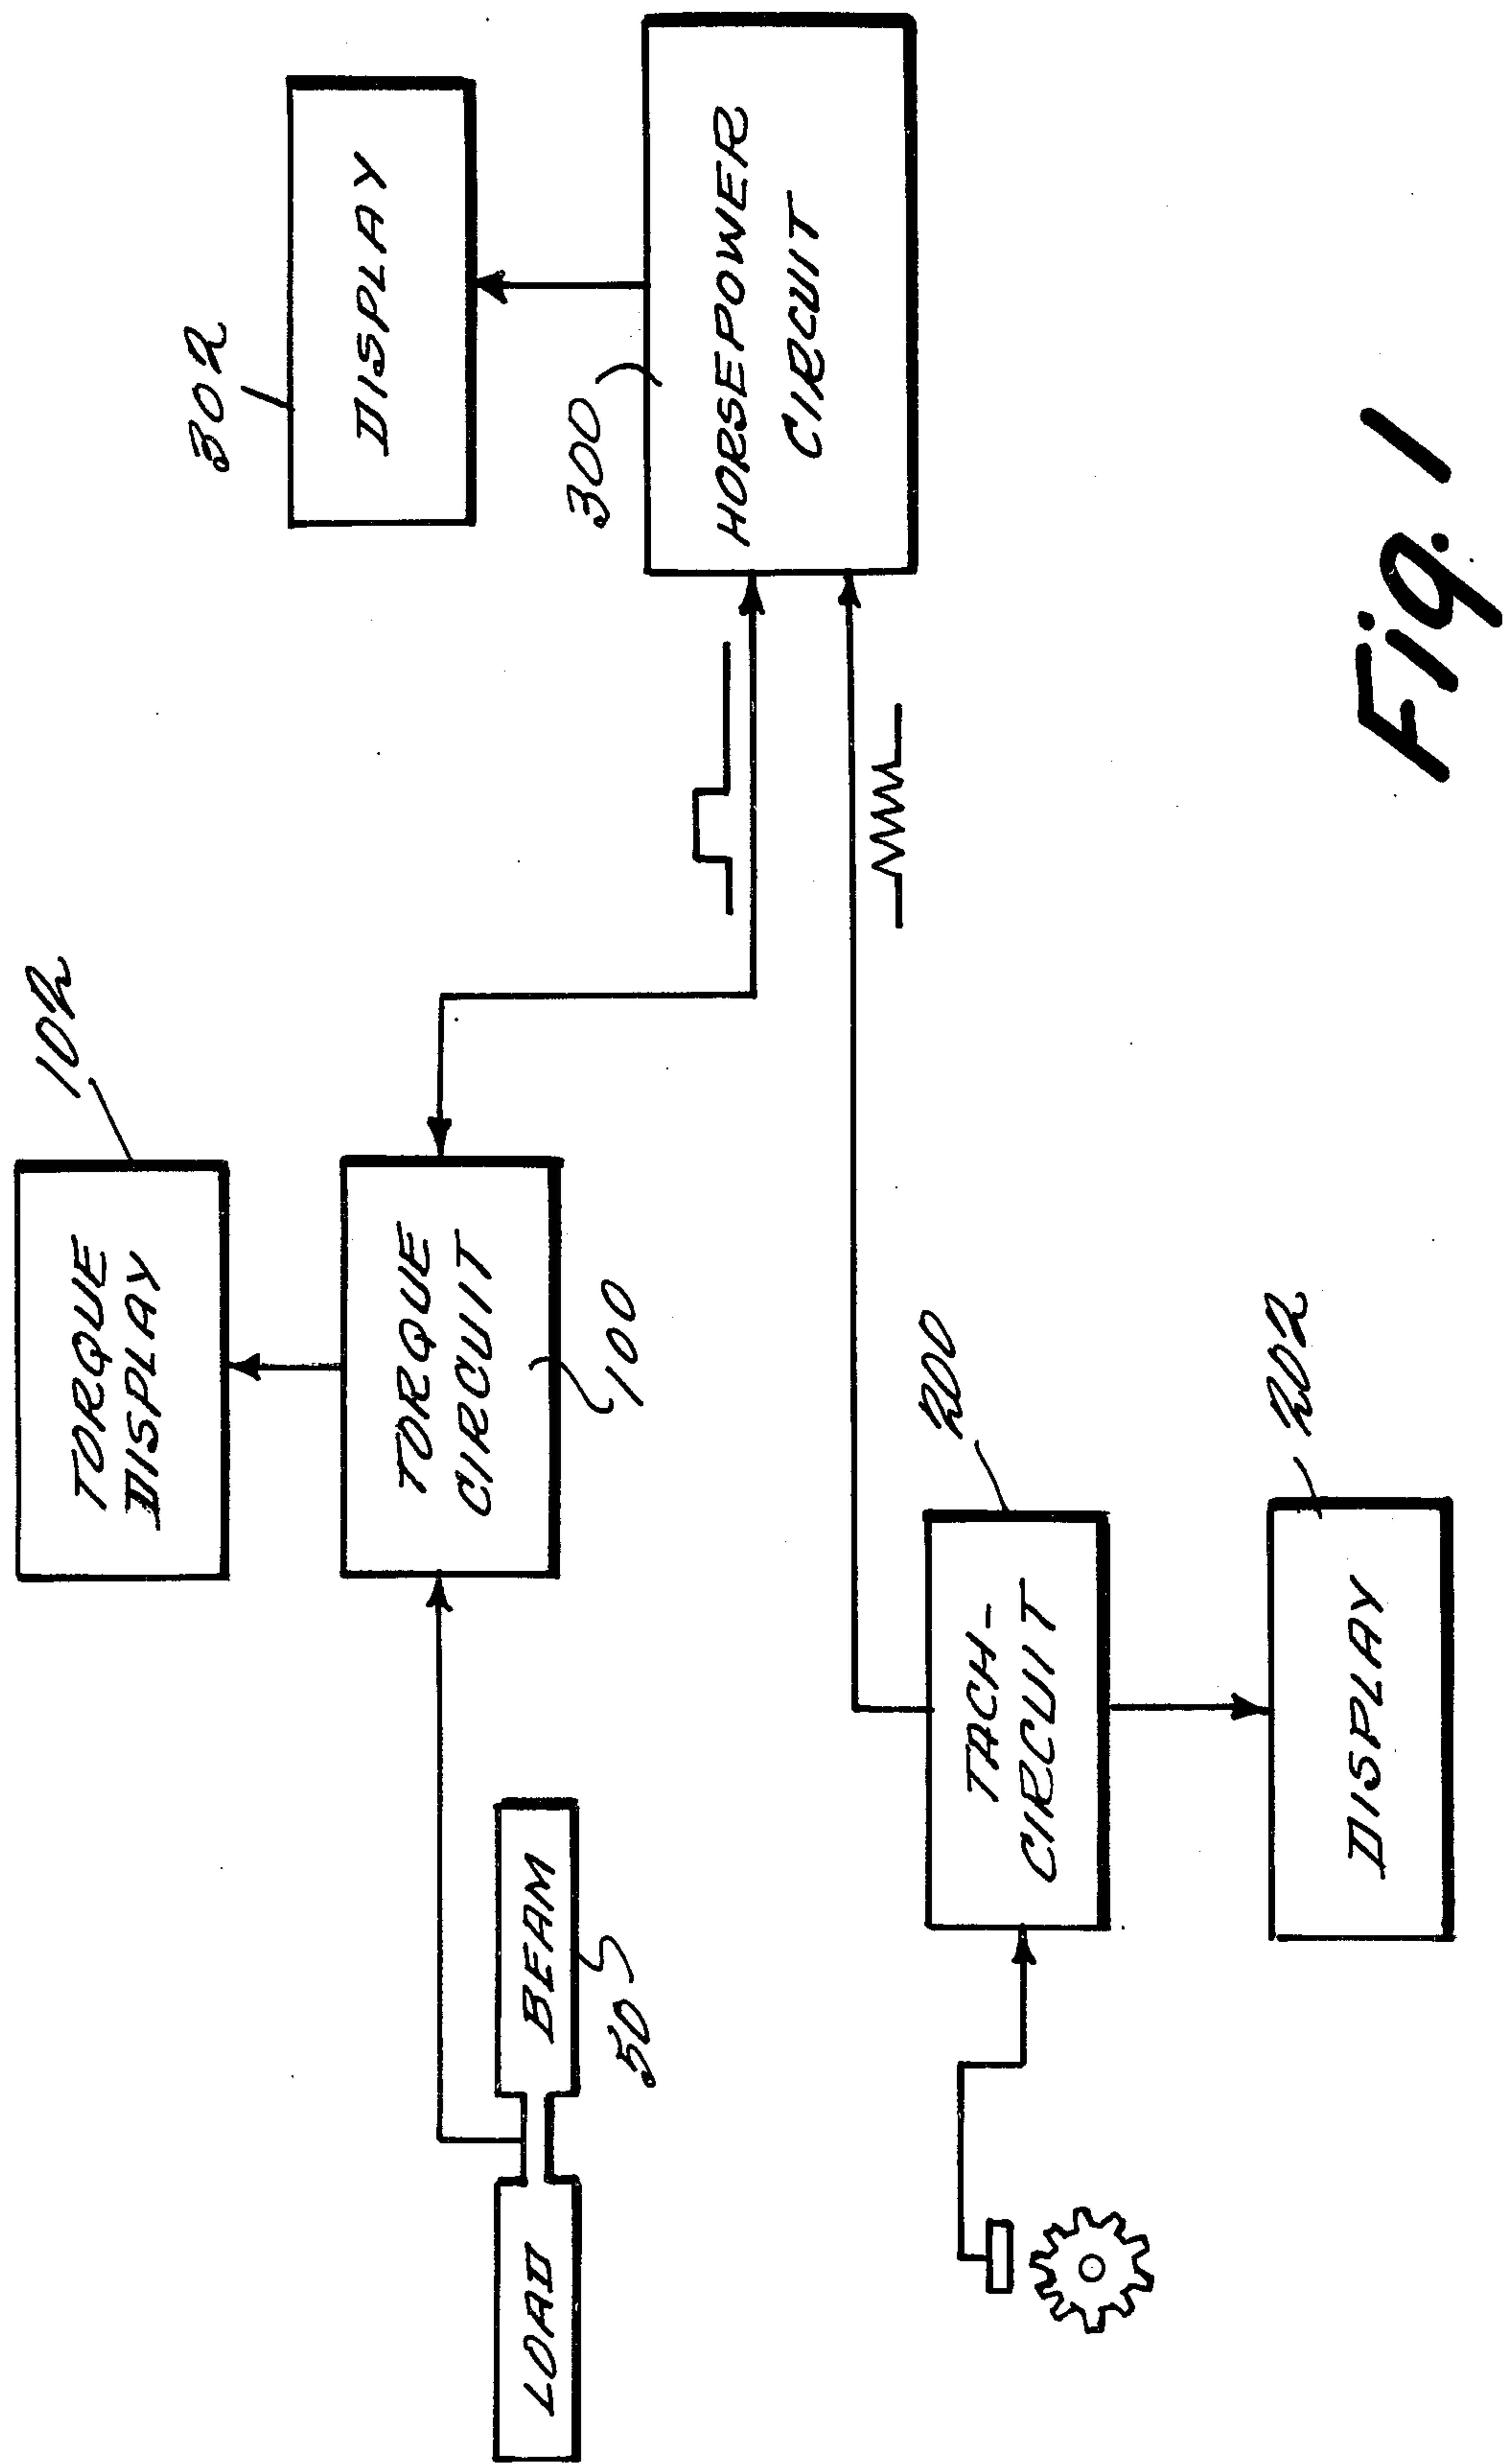 102
302
TORQUE
DISPLAY
DISPLAY
TORQUE
CIRCUIT
300
100
HORSEPOWER
CIRCUIT
LOAD
BEAM
50
200
TACH-
CIRCUIT
202
DISPLAY
Fig. 1